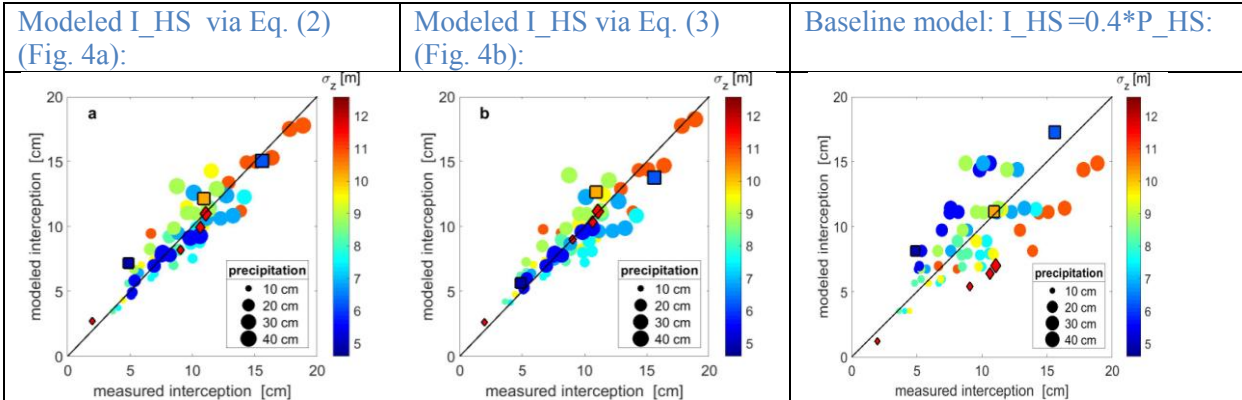 Modeled I_HS via Eq. (2)
(Fig. 4a):
Modeled I_HS via Eq. (3)
(Fig. 4b):
Baseline model: I_HS=0.4*P_HS:
σz [m]
a
20
15
10
5
0
modeled interception [cm]
0 5 10 15 20
measured interception [cm]
precipitation
10 cm
20 cm
30 cm
40 cm
12
11
10
9
8
7
6
5
σz [m]
b
20
15
10
5
0
modeled interception [cm]
0 5 10 15 20
measured interception [cm]
precipitation
10 cm
20 cm
30 cm
40 cm
12
11
10
9
8
7
6
5
σz [m]
20
15
10
5
0
modeled interception [cm]
0 5 10 15 20
measured interception [cm]
precipitation
10 cm
20 cm
30 cm
40 cm
12
11
10
9
8
7
6
5